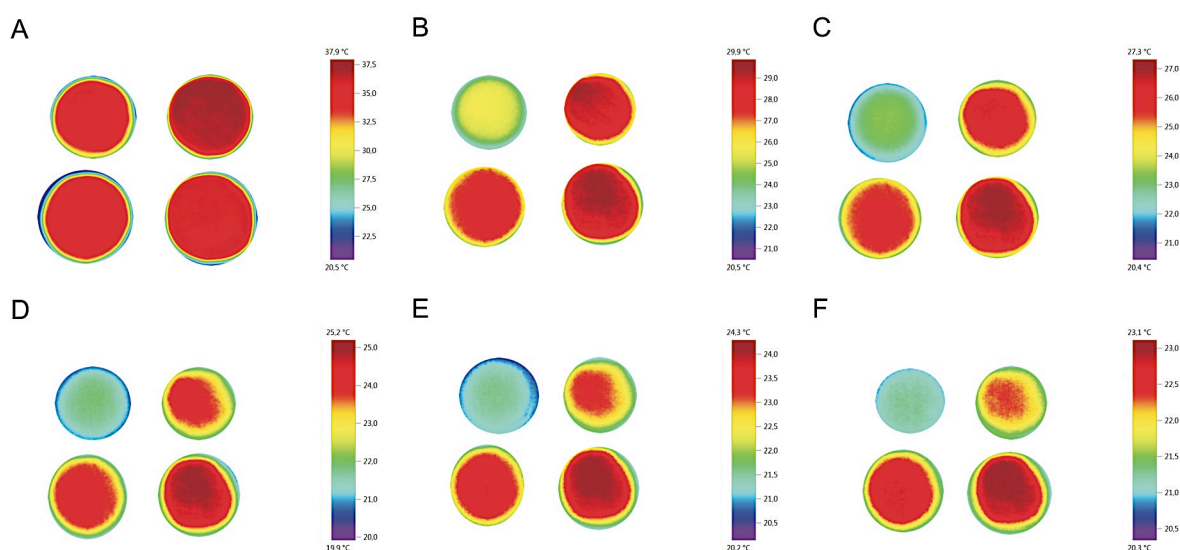 A
37,9 °C
37,5
35,0
32,5
30,0
27,5
25,0
22,5
20,5 °C
B
29,9 °C
29,0
28,0
27,0
26,0
25,0
24,0
23,0
22,0
21,0
20,5 °C
C
27,3 °C
27,0
26,0
25,0
24,0
23,0
22,0
21,0
20,4 °C
D
25,2 °C
25,0
24,0
23,0
22,0
21,0
20,0
19,9 °C
E
24,3 °C
24,0
23,5
23,0
22,5
22,0
21,5
21,0
20,5
20,2 °C
F
23,1 °C
23,0
22,5
22,0
21,5
21,0
20,5
20,3 °C